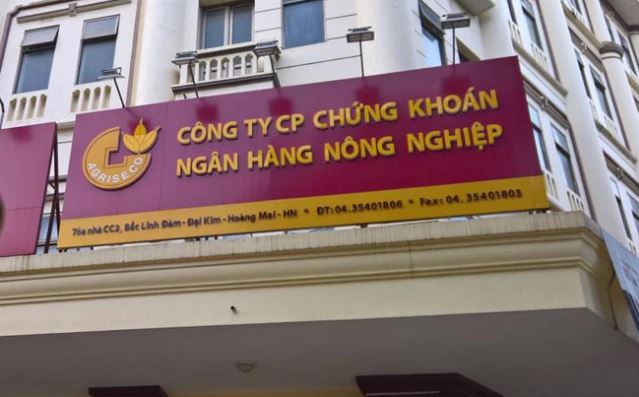 AGRISECO
CÔNG TY CP CHỨNG KHOÁN
NGÂN HÀNG NÔNG NGHIỆP
Tòa nhà CC2, Bắc Linh Đàm - Đại Kim - Hoàng Mai - HN * ĐT: 04.35401806 * Fax: 04. 35401803